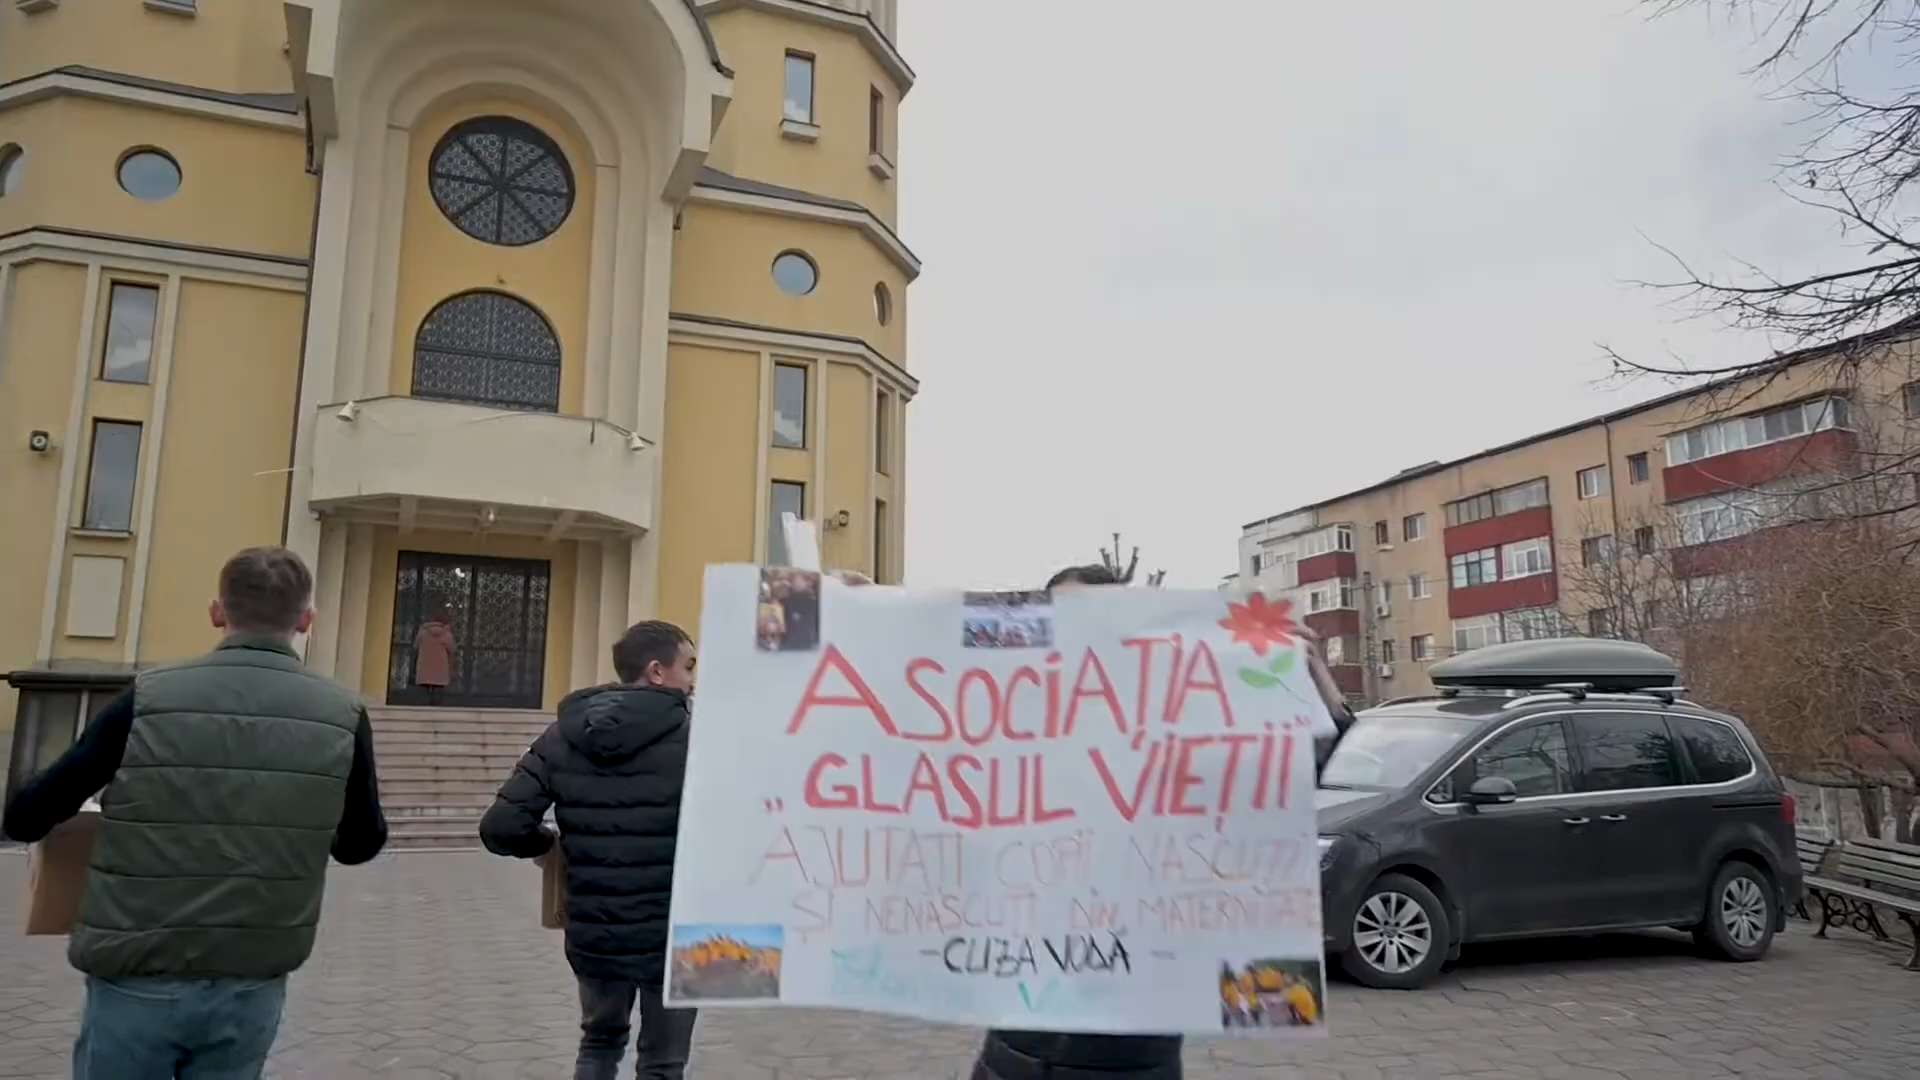 ASOCIAȚIA
„GLASUL VIEȚII”
AJUTAȚI COPII NĂSCUȚI
ȘI NENĂSCUȚI DIN MATERNITATE
-CUZA VODĂ-